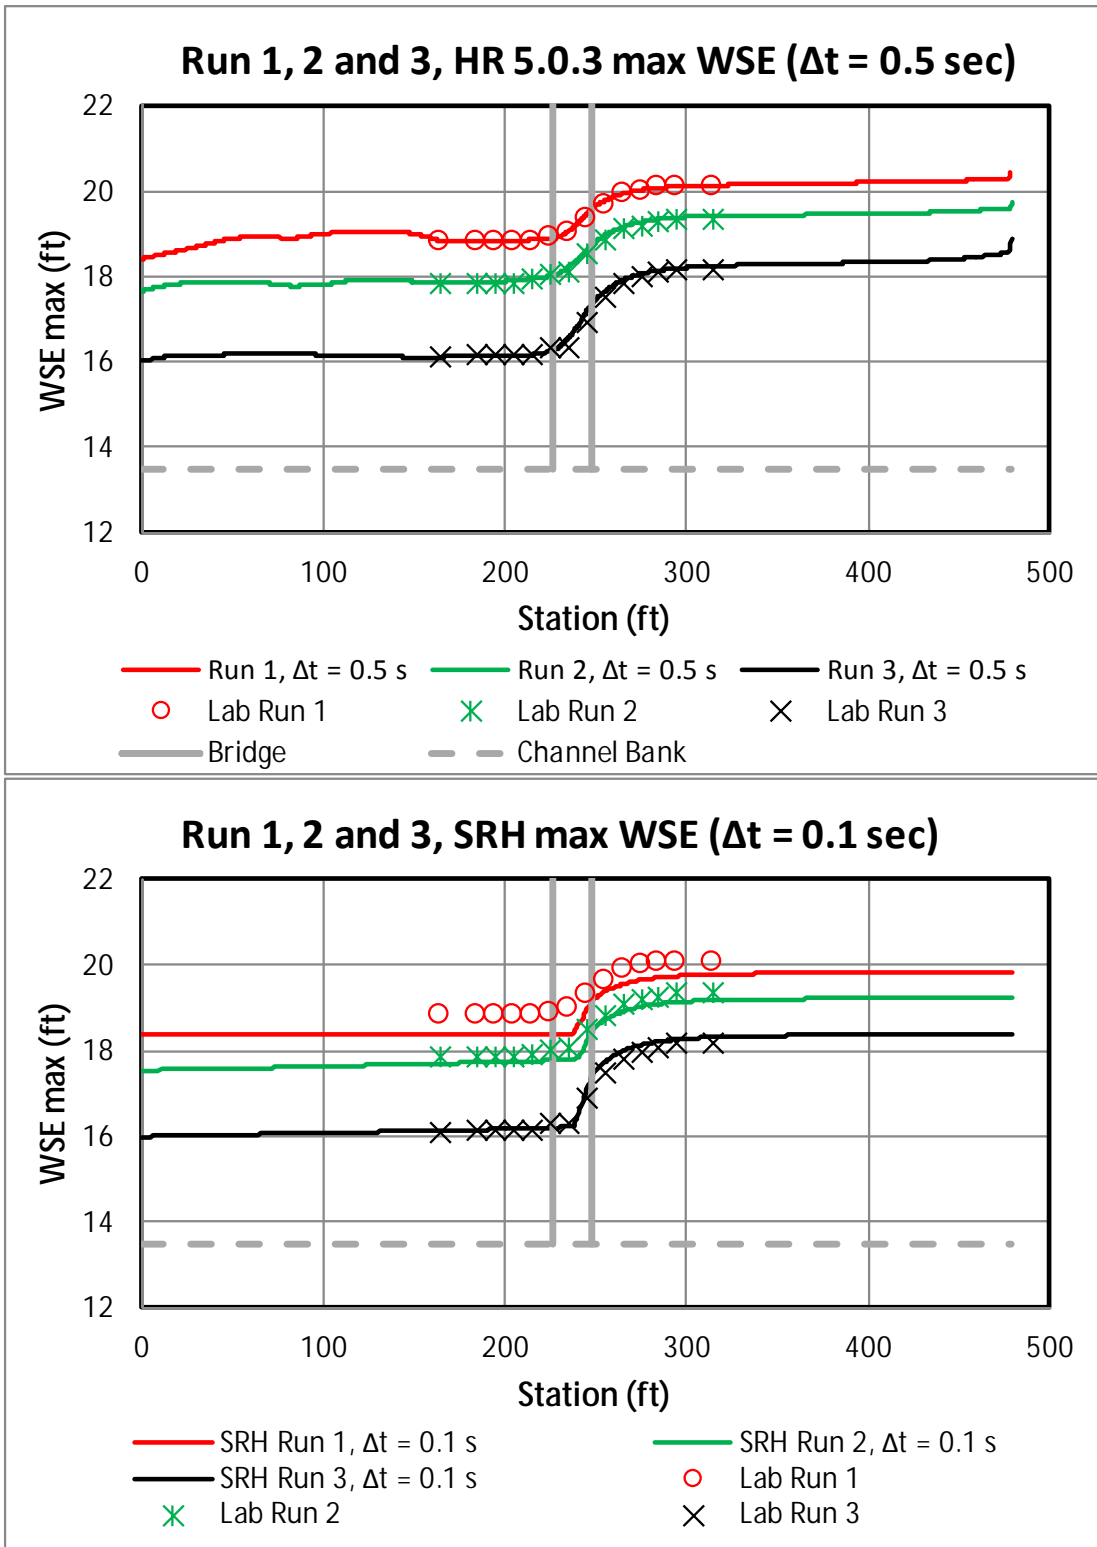 Run 1, 2 and 3, HR 5.0.3 max WSE (Δt = 0.5 sec)
22
20
18
16
14
12
WSE max (ft)
0 100 200 300 400 500
Station (ft)
Run 1, Δt = 0.5 s Run 2, Δt = 0.5 s Run 3, Δt = 0.5 s
Lab Run 1 Lab Run 2 Lab Run 3
Bridge Channel Bank
Run 1, 2 and 3, SRH max WSE (Δt = 0.1 sec)
22
20
18
16
14
12
WSE max (ft)
0 100 200 300 400 500
Station (ft)
SRH Run 1, Δt = 0.1 s SRH Run 2, Δt = 0.1 s
SRH Run 3, Δt = 0.1 s Lab Run 1
Lab Run 2 Lab Run 3